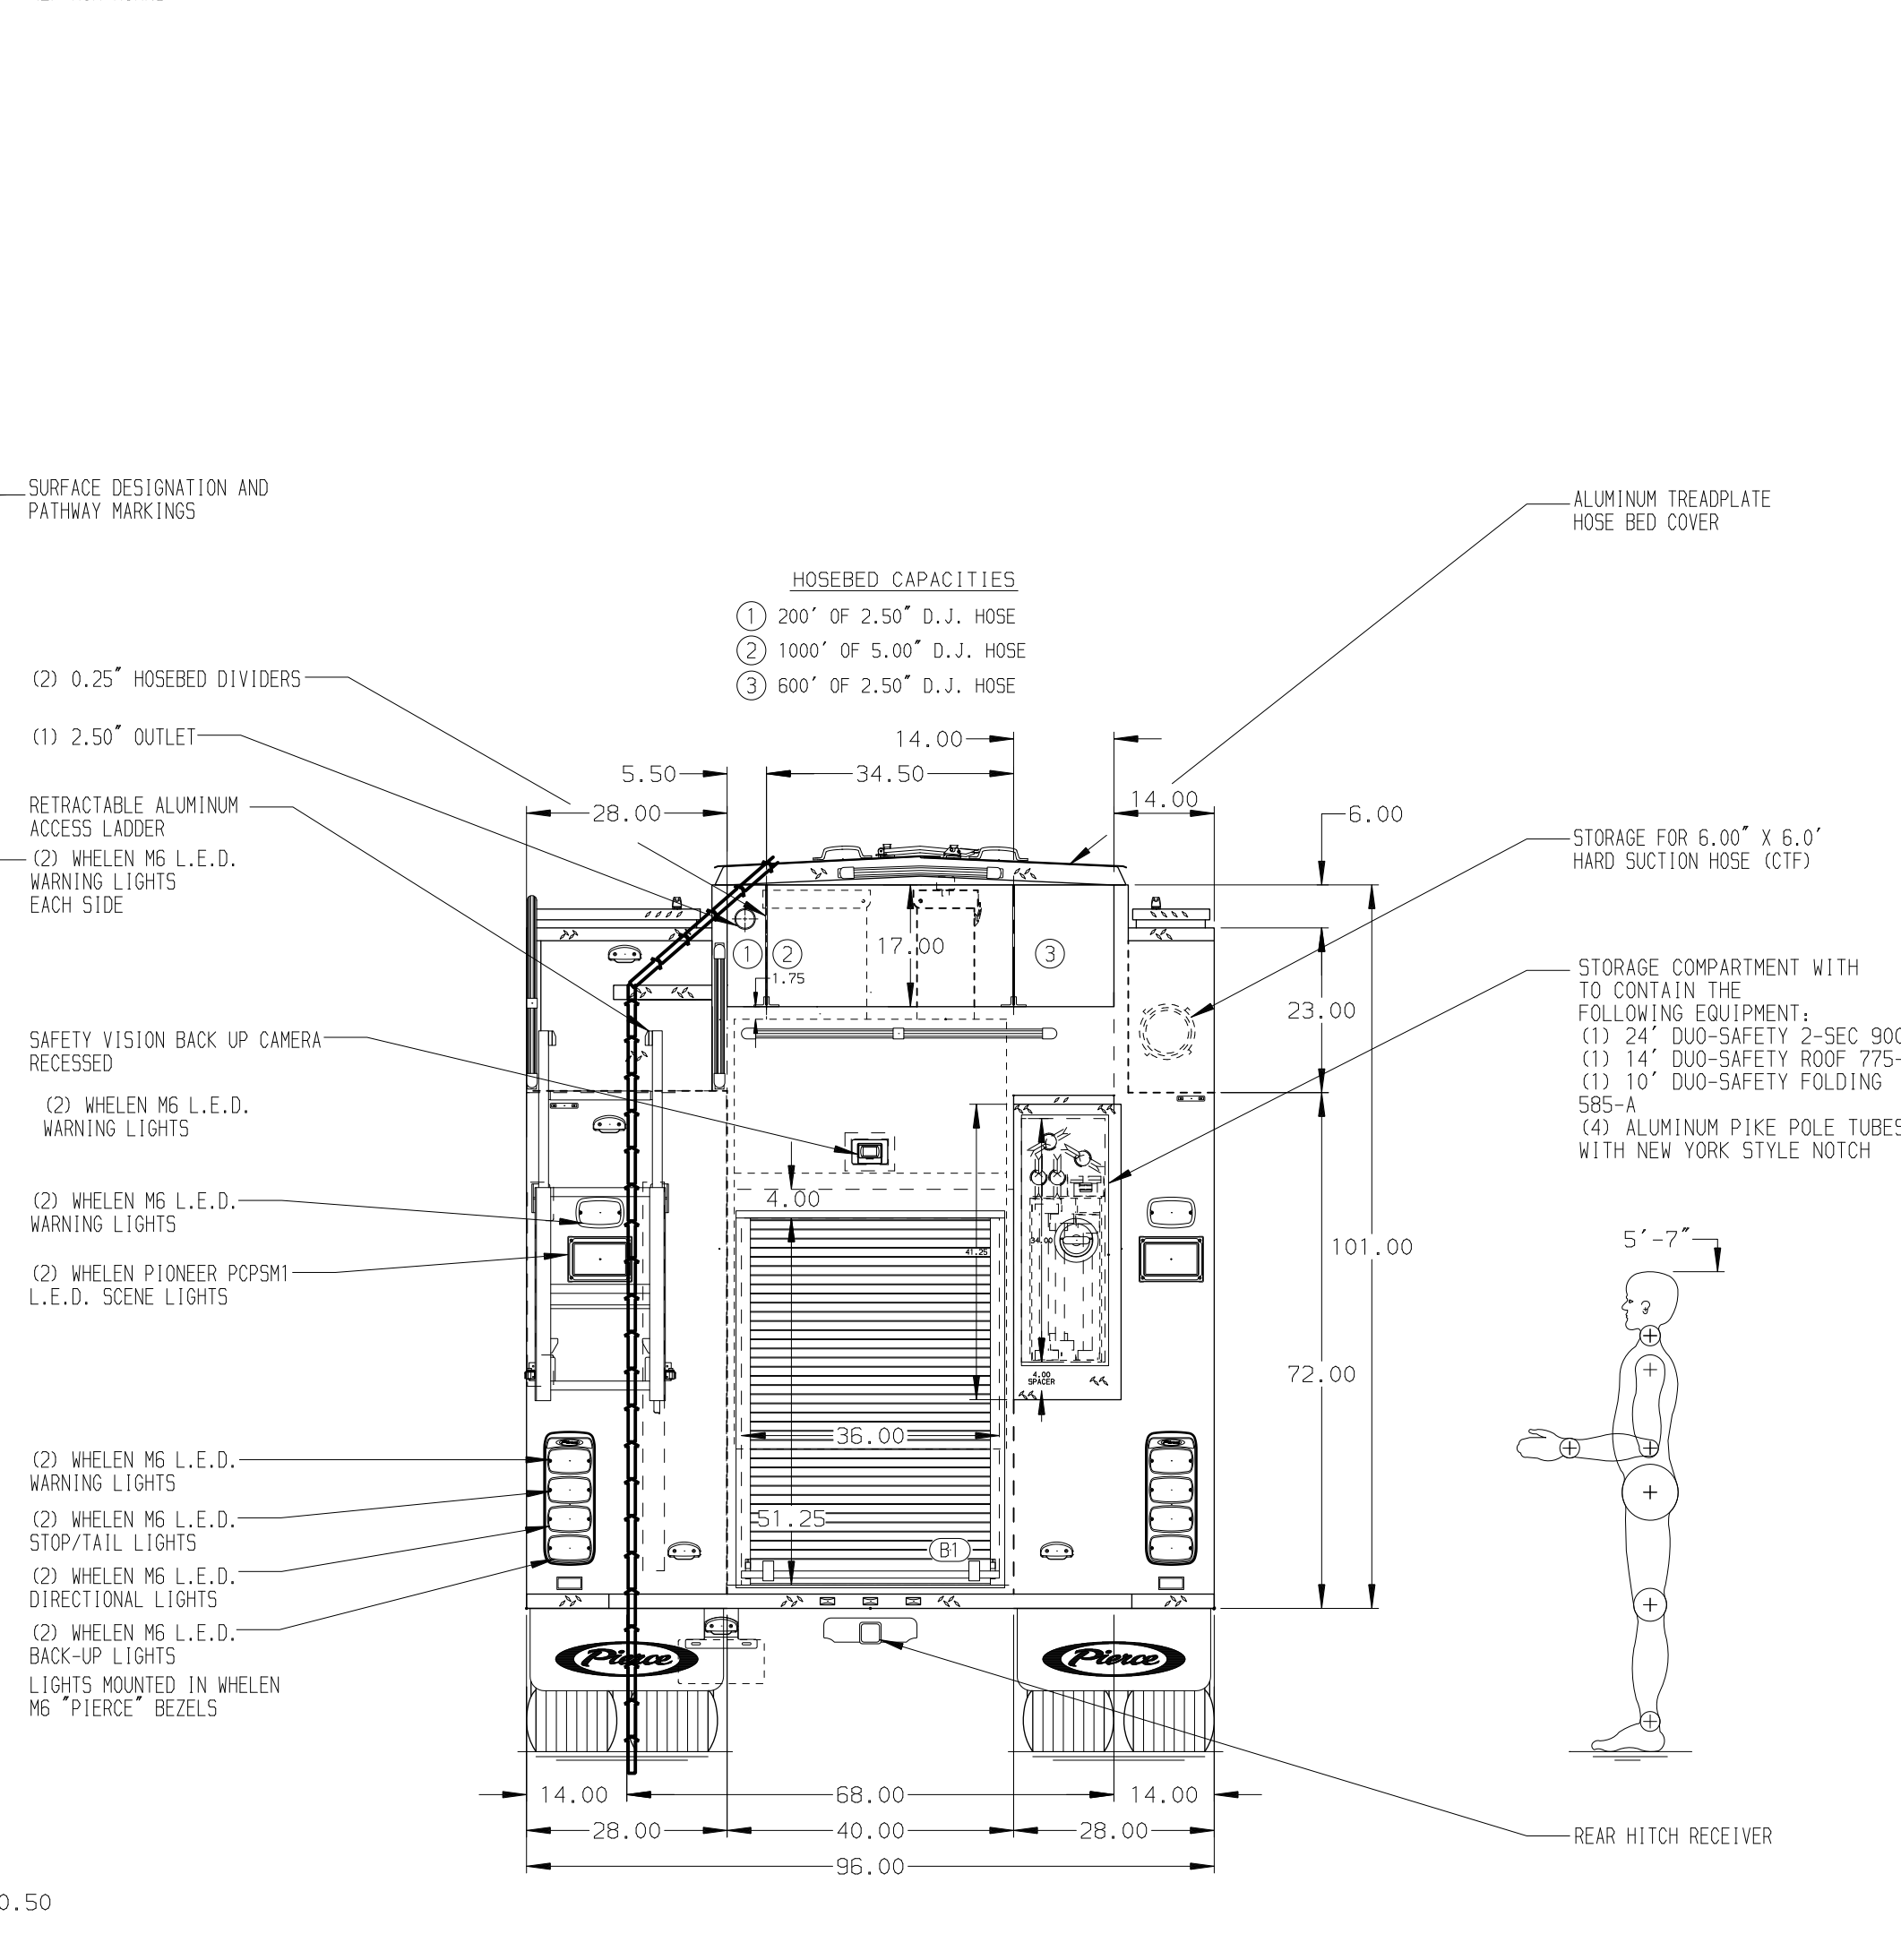 SURFACE DESIGNATION AND
PATHWAY MARKINGS
ALUMINUM TREADPLATE
HOSE BED COVER
HOSEBED CAPACITIES
1 200' OF 2.50" D.J. HOSE
2 1000' OF 5.00" D.J. HOSE
3 600' OF 2.50" D.J. HOSE
(2) 0.25" HOSEBED DIVIDERS
(1) 2.50" OUTLET
RETRACTABLE ALUMINUM
ACCESS LADDER
(2) WHELEN M6 L.E.D.
WARNING LIGHTS
EACH SIDE
SAFETY VISION BACK UP CAMERA
RECESSED
(2) WHELEN M6 L.E.D.
WARNING LIGHTS
(2) WHELEN M6 L.E.D.
WARNING LIGHTS
(2) WHELEN PIONEER PCPSM1
L.E.D. SCENE LIGHTS
(2) WHELEN M6 L.E.D.
WARNING LIGHTS
(2) WHELEN M6 L.E.D.
STOP/TAIL LIGHTS
(2) WHELEN M6 L.E.D.
DIRECTIONAL LIGHTS
(2) WHELEN M6 L.E.D.
BACK-UP LIGHTS
LIGHTS MOUNTED IN WHELEN
M6 "PIERCE" BEZELS
0.50
14.00
5.50
34.50
28.00
14.00
6.00
1
2
17.00
3
1.75
23.00
4.00
41.25
34.00
101.00
4.00
SPACER
72.00
36.00
51.25
B1
Pierce
Pierce
14.00
68.00
14.00
28.00
40.00
28.00
96.00
STORAGE FOR 6.00" X 6.0'
HARD SUCTION HOSE (CTF)
STORAGE COMPARTMENT WITH
TO CONTAIN THE
FOLLOWING EQUIPMENT:
(1) 24' DUO-SAFETY 2-SEC 900
(1) 14' DUO-SAFETY ROOF 775-
(1) 10' DUO-SAFETY FOLDING
585-A
(4) ALUMINUM PIKE POLE TUBES
WITH NEW YORK STYLE NOTCH
5'-7"
REAR HITCH RECEIVER